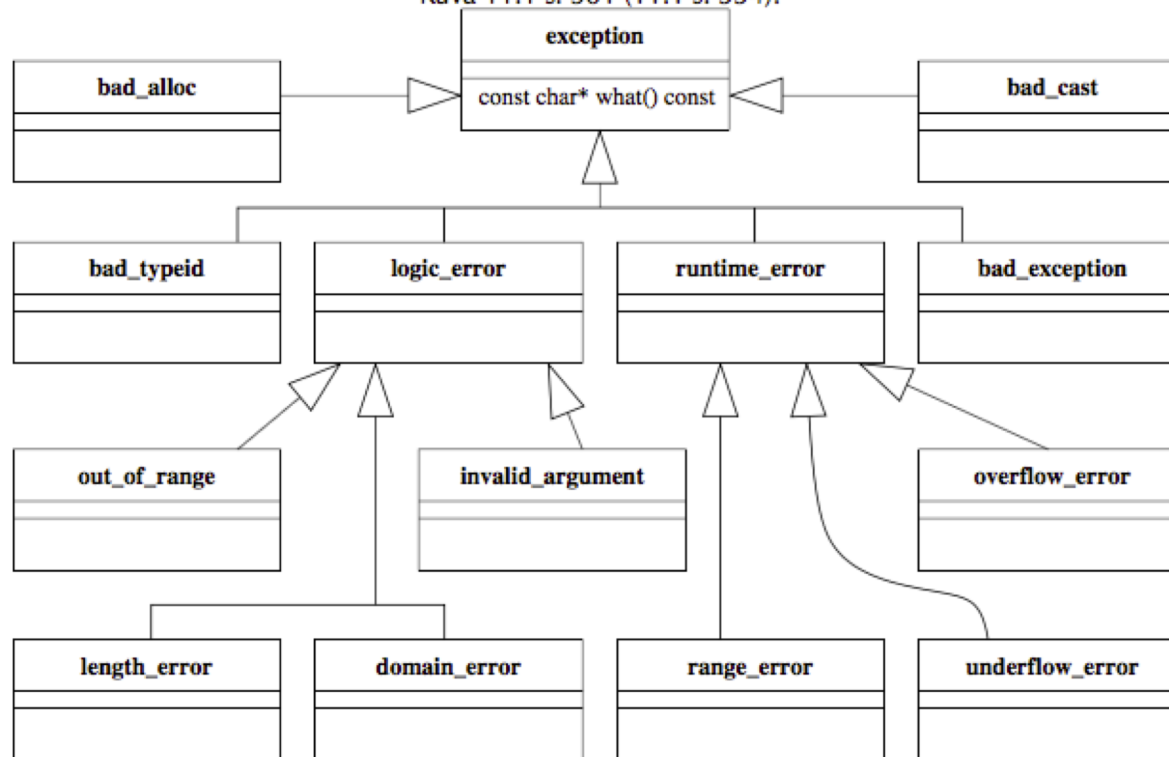 exception
const char* what() const
bad_alloc
bad_cast
bad_typeid
logic_error
runtime_error
bad_exception
out_of_range
invalid_argument
overflow_error
length_error
domain_error
range_error
underflow_error